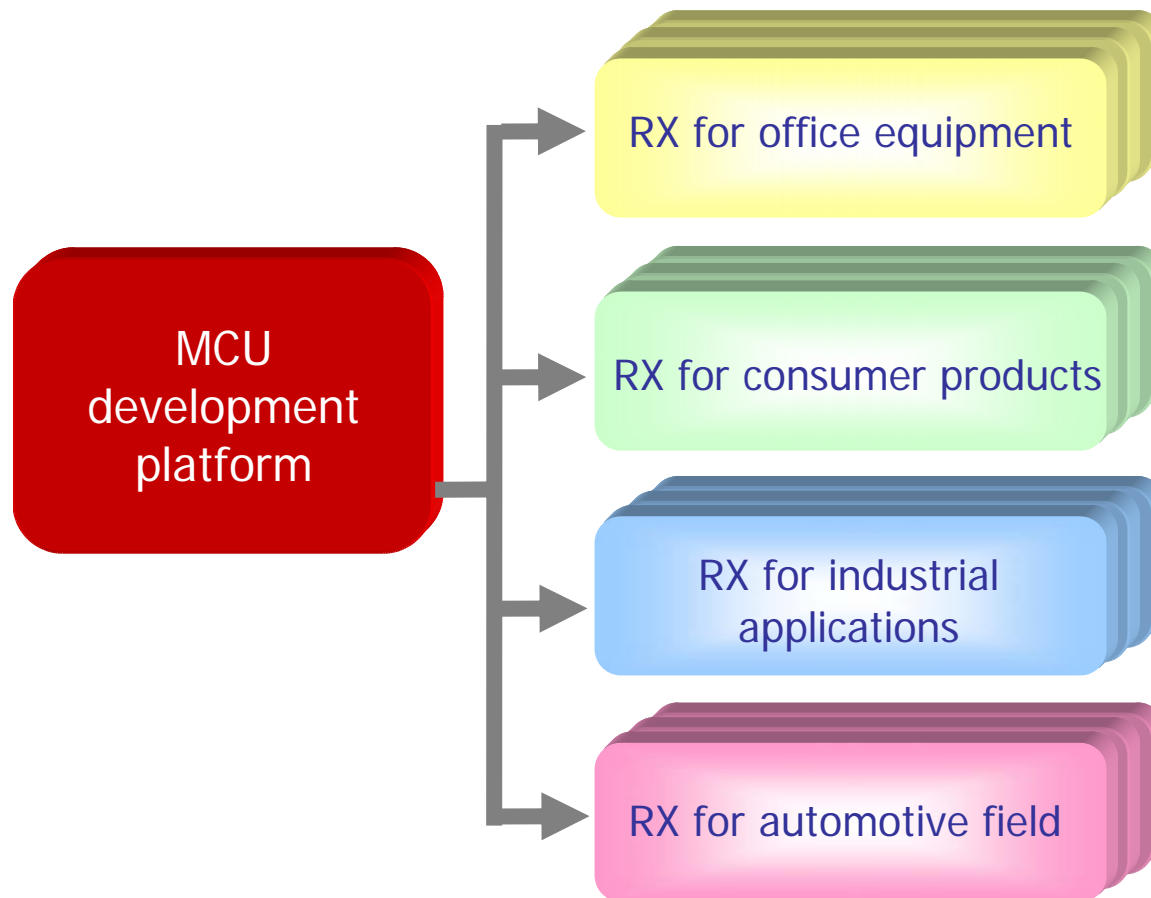 RX for office equipment
MCU
development
platform
RX for consumer products
RX for industrial
applications
RX for automotive field